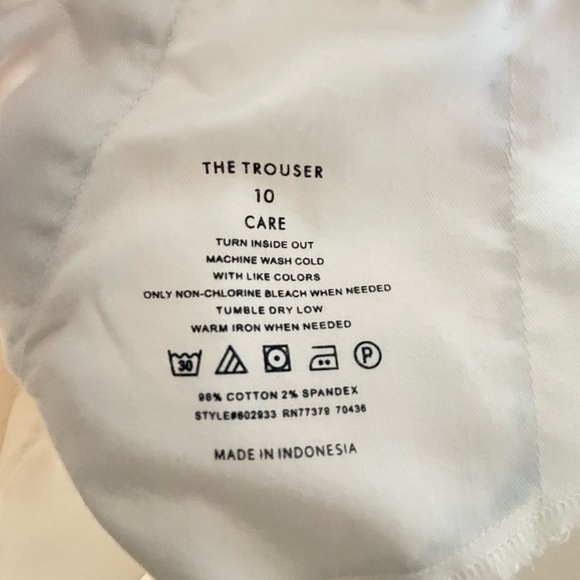 THE TROUSER
10
CARE
TURN INSIDE OUT
MACHINE WASH COLD
WITH LIKE COLORS
ONLY NON-CHLORINE BLEACH WHEN NEEDED
TUMBLE DRY LOW
WARM IRON WHEN NEEDED
30 P
98% COTTON 2% SPANDEX
STYLE#602933 RN77379 70436
MADE IN INDONESIA